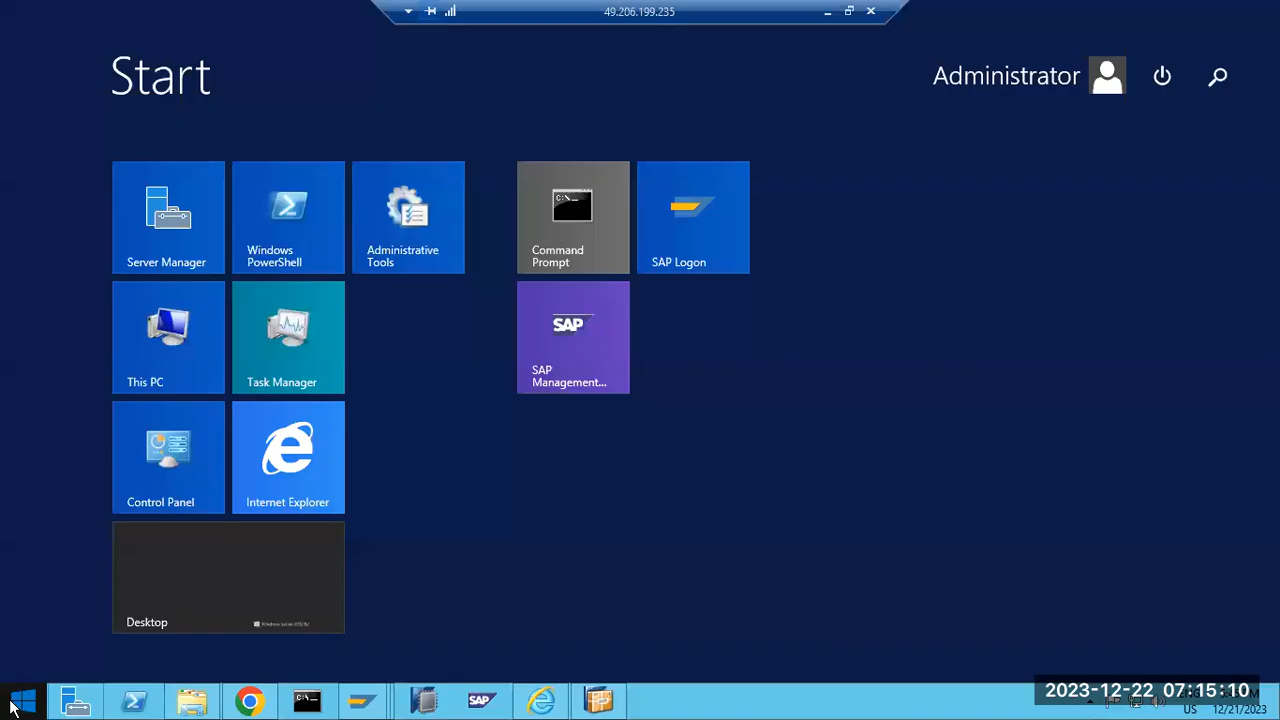 49.206.199.235
Start
Administrator
Server Manager
Windows
PowerShell
Administrative
Tools
C:\_
Command
Prompt
SAP Logon
This PC
Task Manager
SAP
SAP
Management...
Control Panel
Internet Explorer
Desktop
C:\_
SAP
2023-12-22 07:15:10
US
12/21/2023